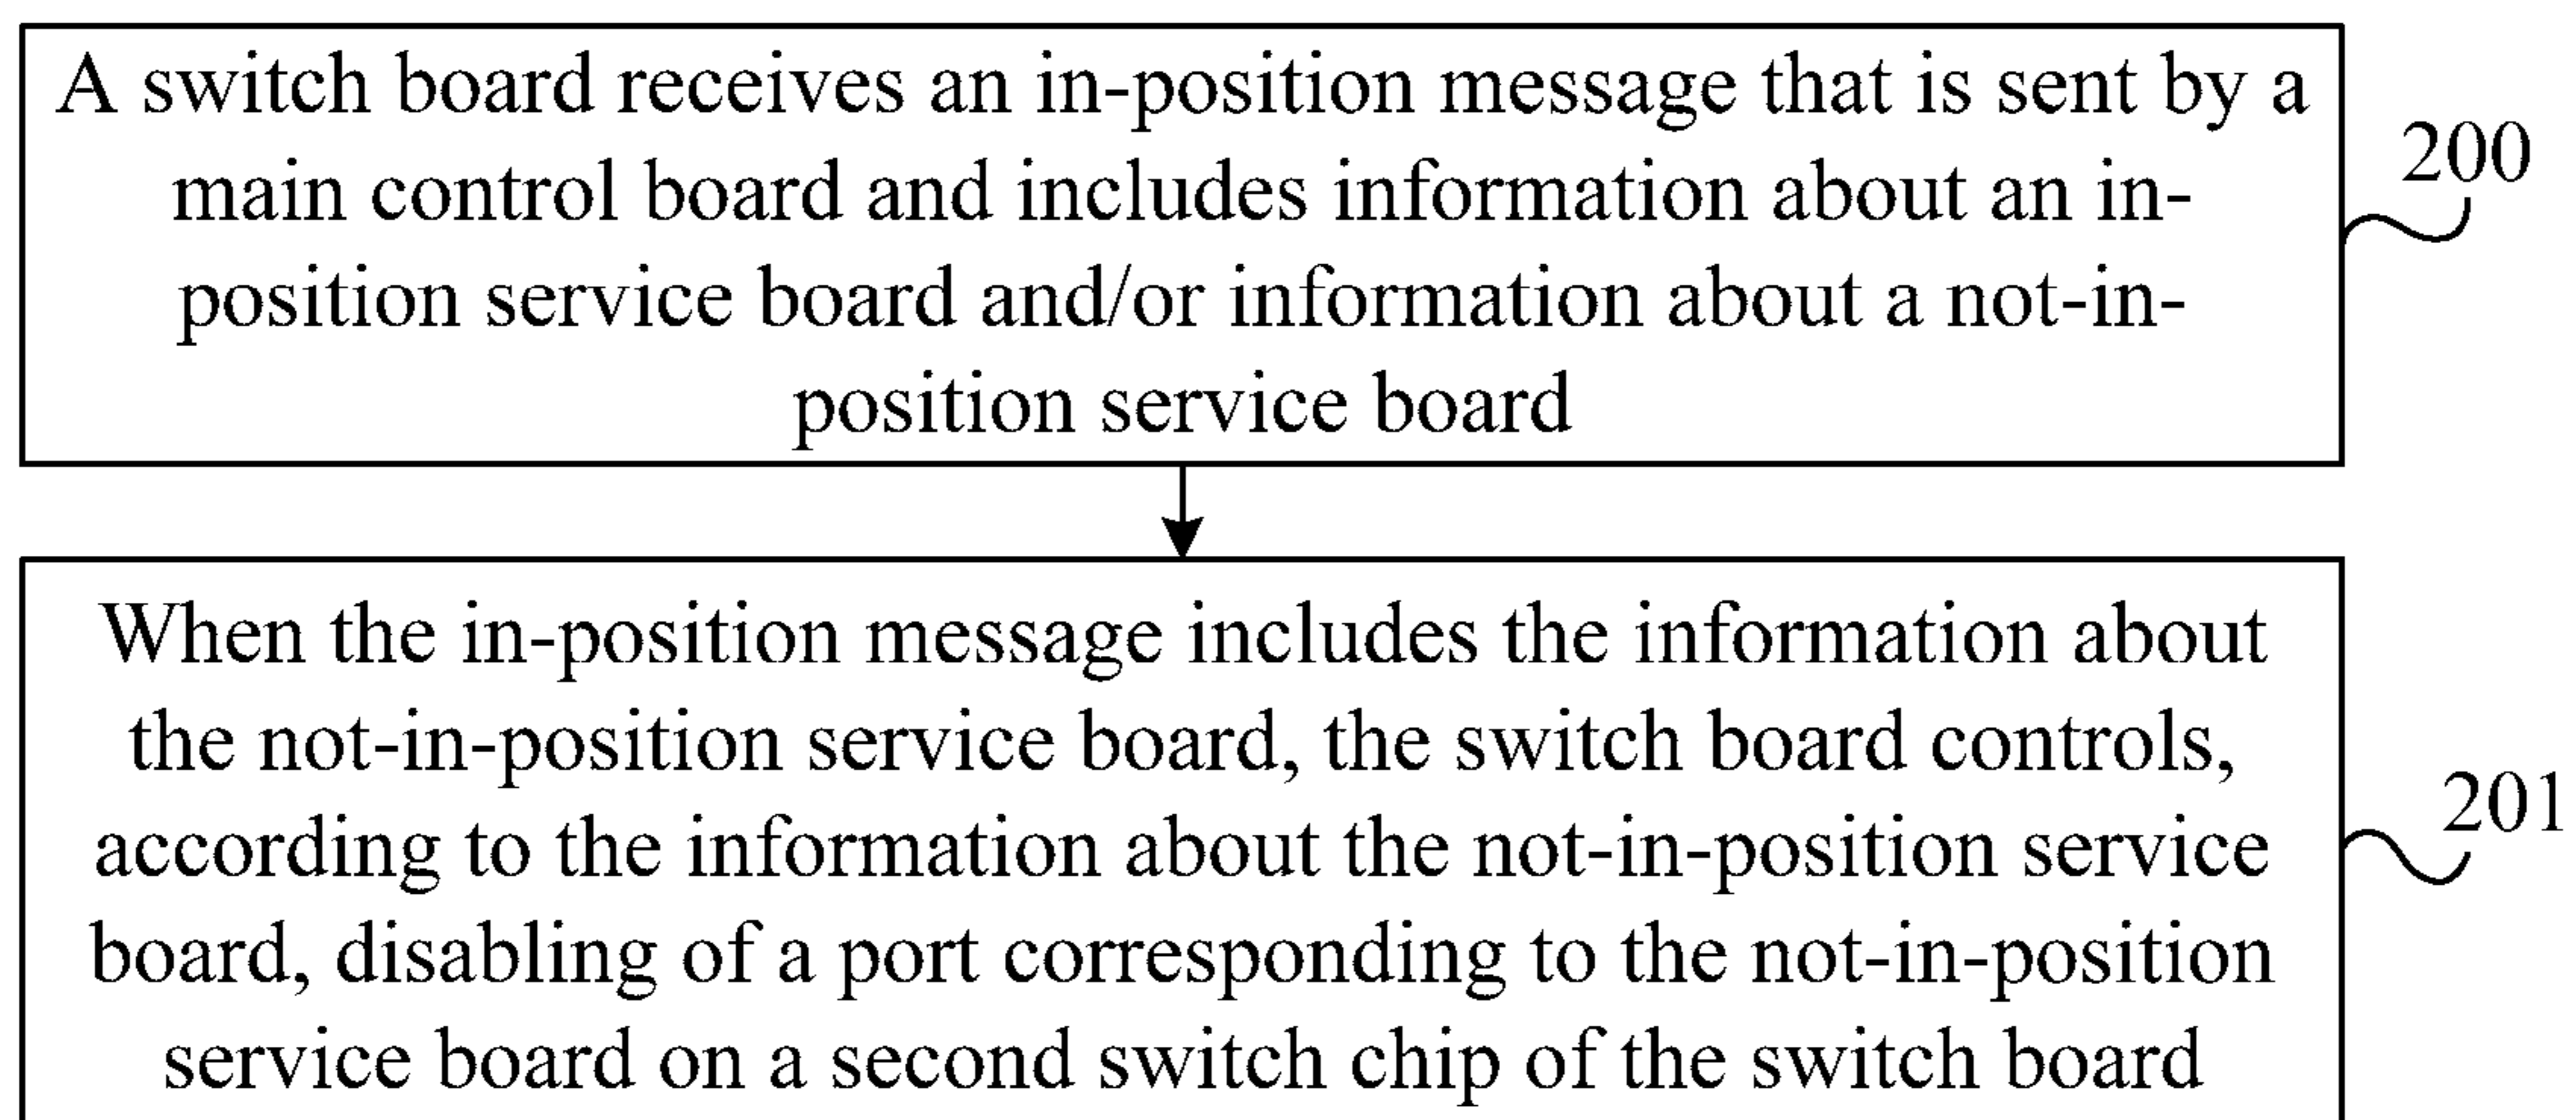 A switch board receives an in-position message that is sent by a
main control board and includes information about an in-
position service board and/or information about a not-in-
position service board
200
When the in-position message includes the information about
the not-in-position service board, the switch board controls,
according to the information about the not-in-position service
board, disabling of a port corresponding to the not-in-position
service board on a second switch chip of the switch board
201